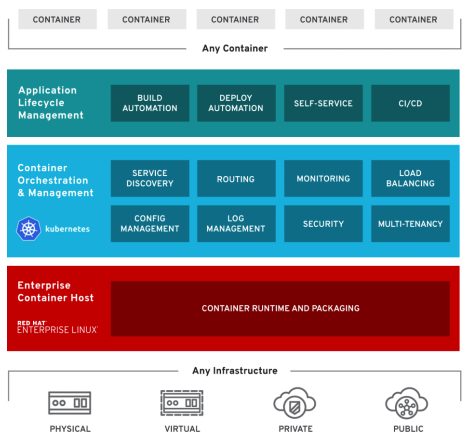 CONTAINER CONTAINER CONTAINER CONTAINER CONTAINER
Any Container
Application
Lifecycle
Management
BUILD
AUTOMATION
DEPLOY
AUTOMATION
SELF-SERVICE
CI/CD
Container
Orchestration
& Management
kubernetes
SERVICE
DISCOVERY
ROUTING
MONITORING
LOAD
BALANCING
CONFIG
MANAGEMENT
LOG
MANAGEMENT
SECURITY
MULTI-TENANCY
Enterprise
Container Host
RED HAT®
ENTERPRISE LINUX®
CONTAINER RUNTIME AND PACKAGING
Any Infrastructure
PHYSICAL VIRTUAL PRIVATE PUBLIC